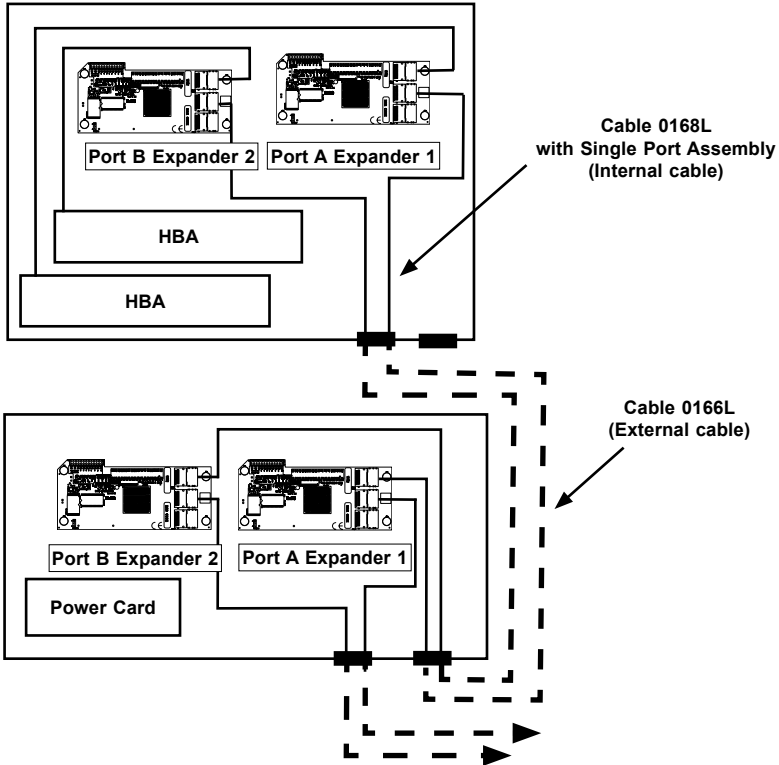 Port B Expander 2
Port A Expander 1
Cable 0168L
with Single Port Assembly
(Internal cable)
HBA
HBA
Cable 0166L
(External cable)
Port B Expander 2
Port A Expander 1
Power Card